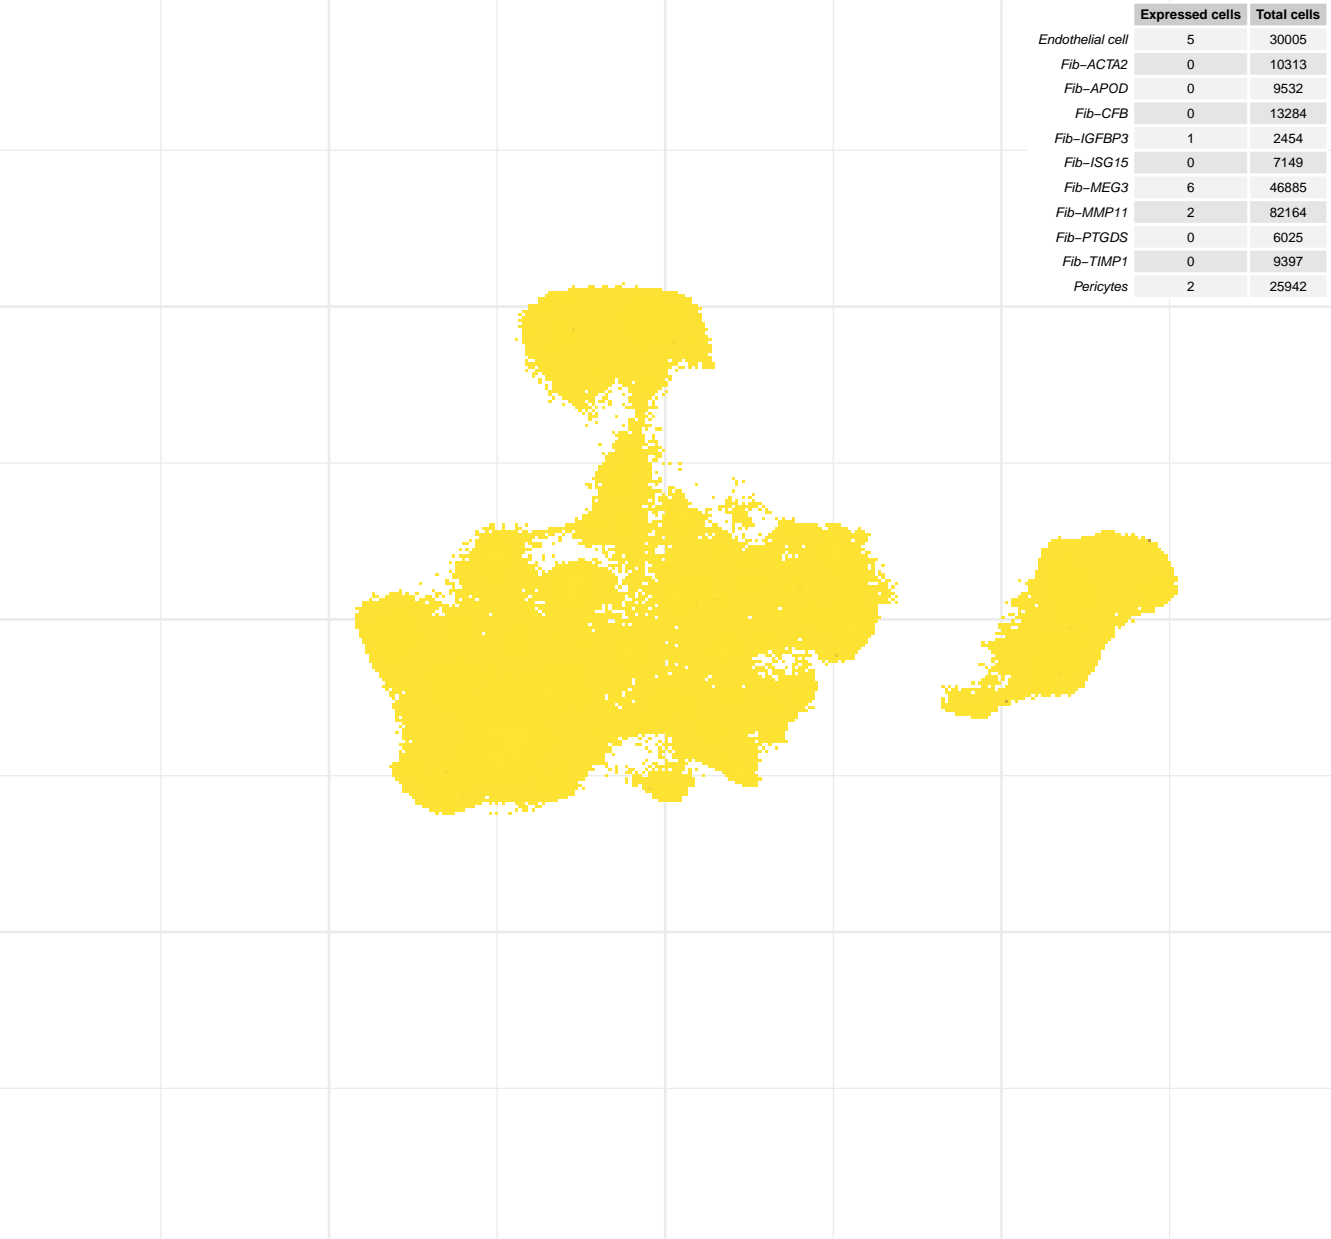 Expressed cells Total cells
Endothelial cell 5 30005
Fib−ACTA2 0 10313
Fib−APOD 0 9532
Fib−CFB 0 13284
Fib−IGFBP3 1 2454
Fib−ISG15 0 7149
Fib−MEG3 6 46885
Fib−MMP11 2 82164
Fib−PTGDS 0 6025
Fib−TIMP1 0 9397
Pericytes 2 25942